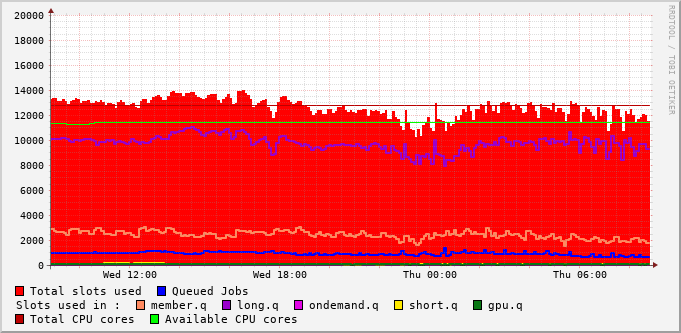 20000
18000
16000
14000
12000
10000
8000
6000
4000
2000
0
Wed 12:00 Wed 18:00 Thu 00:00 Thu 06:00
RRDTOOL / TOBI OETIKER
Total slots used Queued Jobs
Slots used in : member.q long.q ondemand.q short.q gpu.q
Total CPU cores Available CPU cores